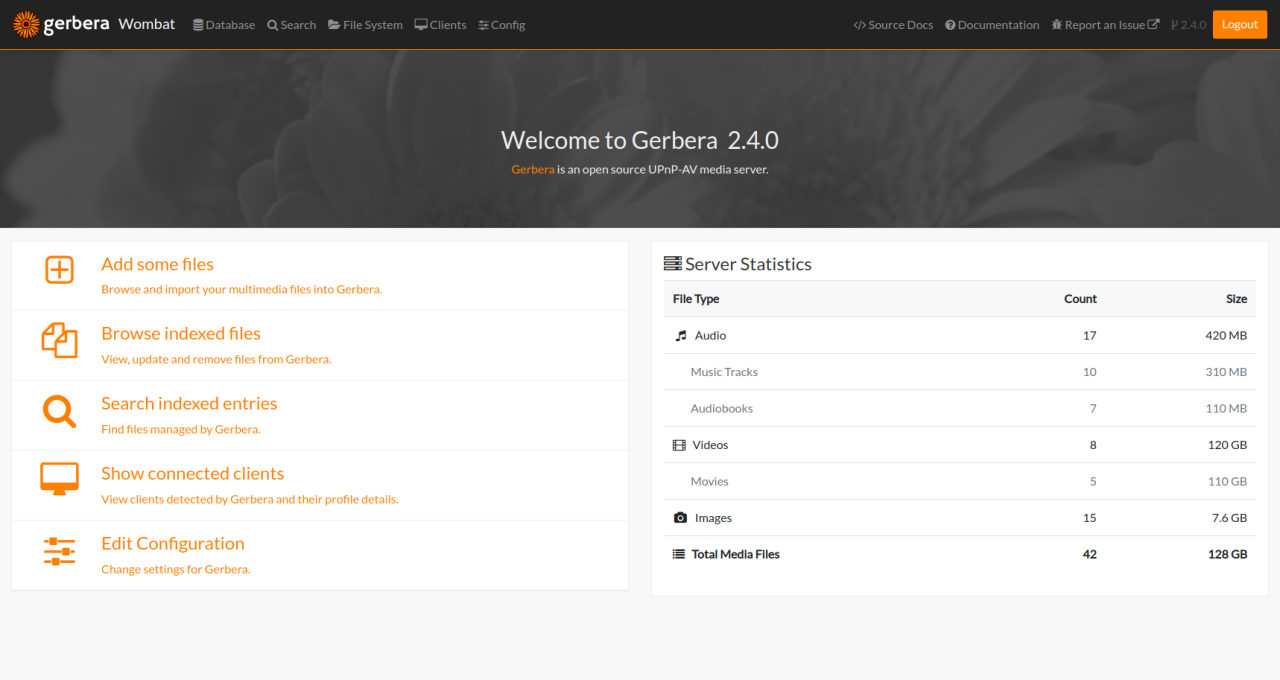 gerbera Wombat Database Search File System Clients Config Source Docs Documentation Report an Issue 2.4.0 Logout
Welcome to Gerbera 2.4.0
Gerbera is an open source UPnP-AV media server.
Add some files
Browse and import your multimedia files into Gerbera.
Browse indexed files
View, update and remove files from Gerbera.
Search indexed entries
Find files managed by Gerbera.
Show connected clients
View clients detected by Gerbera and their profile details.
Edit Configuration
Change settings for Gerbera.
Server Statistics
File Type Count Size
Audio 17 420 MB
Music Tracks 10 310 MB
Audiobooks 7 110 MB
Videos 8 120 GB
Movies 5 110 GB
Images 15 7.6 GB
Total Media Files 42 128 GB